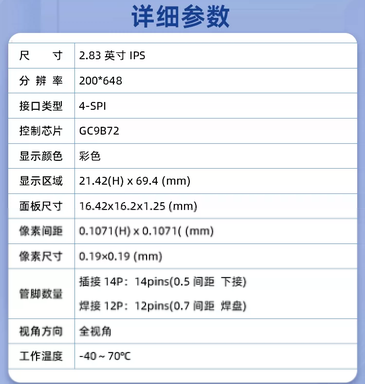 详细参数
尺 寸 2.83 英寸 IPS
分 辨 率 200*648
接口类型 4-SPI
控制芯片 GC9B72
显示颜色 彩色
显示区域 21.42(H) x 69.4 (mm)
面板尺寸 16.42x16.2x1.25 (mm)
像素间距 0.1071(H) x 0.1071( (mm)
像素尺寸 0.19×0.19 (mm)
管脚数量 插接 14P：14pins(0.5 间距 下接)
焊接 12P：12pins(0.7 间距 焊盘)
视角方向 全视角
工作温度 -40～70℃